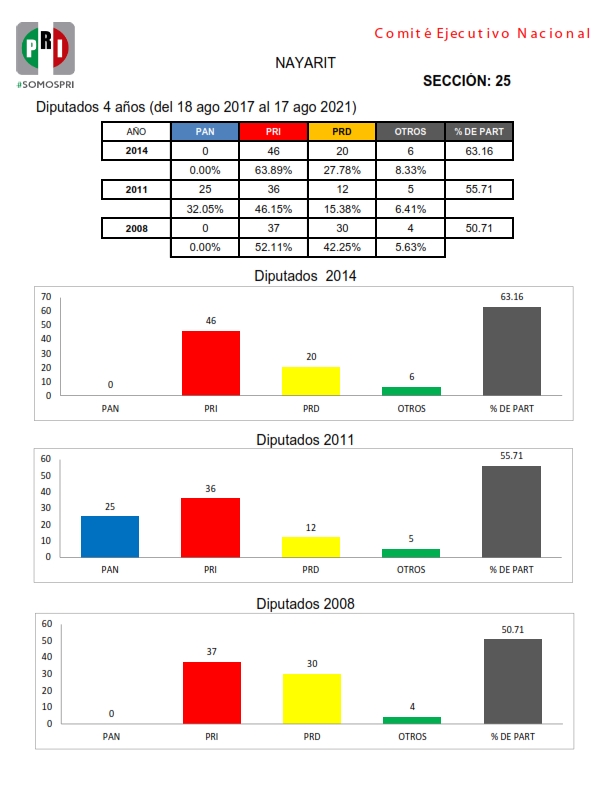 Comité Ejecutivo Nacional
PRI
#SOMOSPRI
NAYARIT
SECCIÓN: 25
Diputados 4 años (del 18 ago 2017 al 17 ago 2021)
AÑO PAN PRI PRD OTROS % DE PART
2014 0 46 20 6 63.16
0.00% 63.89% 27.78% 8.33%
2011 25 36 12 5 55.71
32.05% 46.15% 15.38% 6.41%
2008 0 37 30 4 50.71
0.00% 52.11% 42.25% 5.63%
Diputados 2014
70
60
50
40
30
20
10
0
0 46 20 6 63.16
PAN PRI PRD OTROS % DE PART
Diputados 2011
60
50
40
30
20
10
0
25 36 12 5 55.71
PAN PRI PRD OTROS % DE PART
Diputados 2008
60
50
40
30
20
10
0
0 37 30 4 50.71
PAN PRI PRD OTROS % DE PART